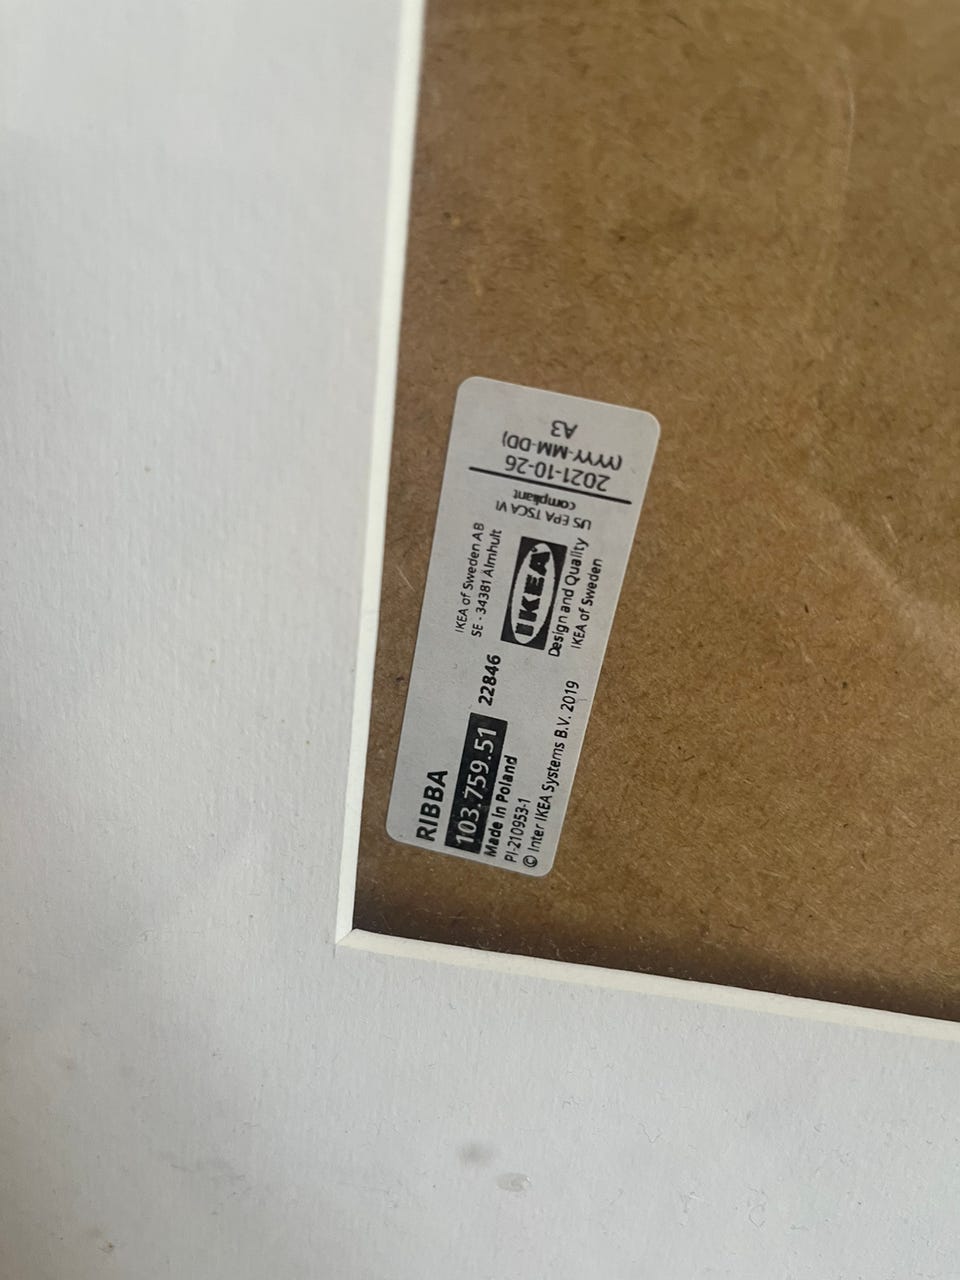 RIBBA
103.759.51 22846
Made in Poland
PI-210953-1
© Inter IKEA Systems B.V. 2019
IKEA of Sweden AB
SE - 34381 Älmhult
IKEA®
Design and Quality
IKEA of Sweden
US EPA TSCA VI
compliant
2021-10-26
(YYYY-MM-DD)
A3